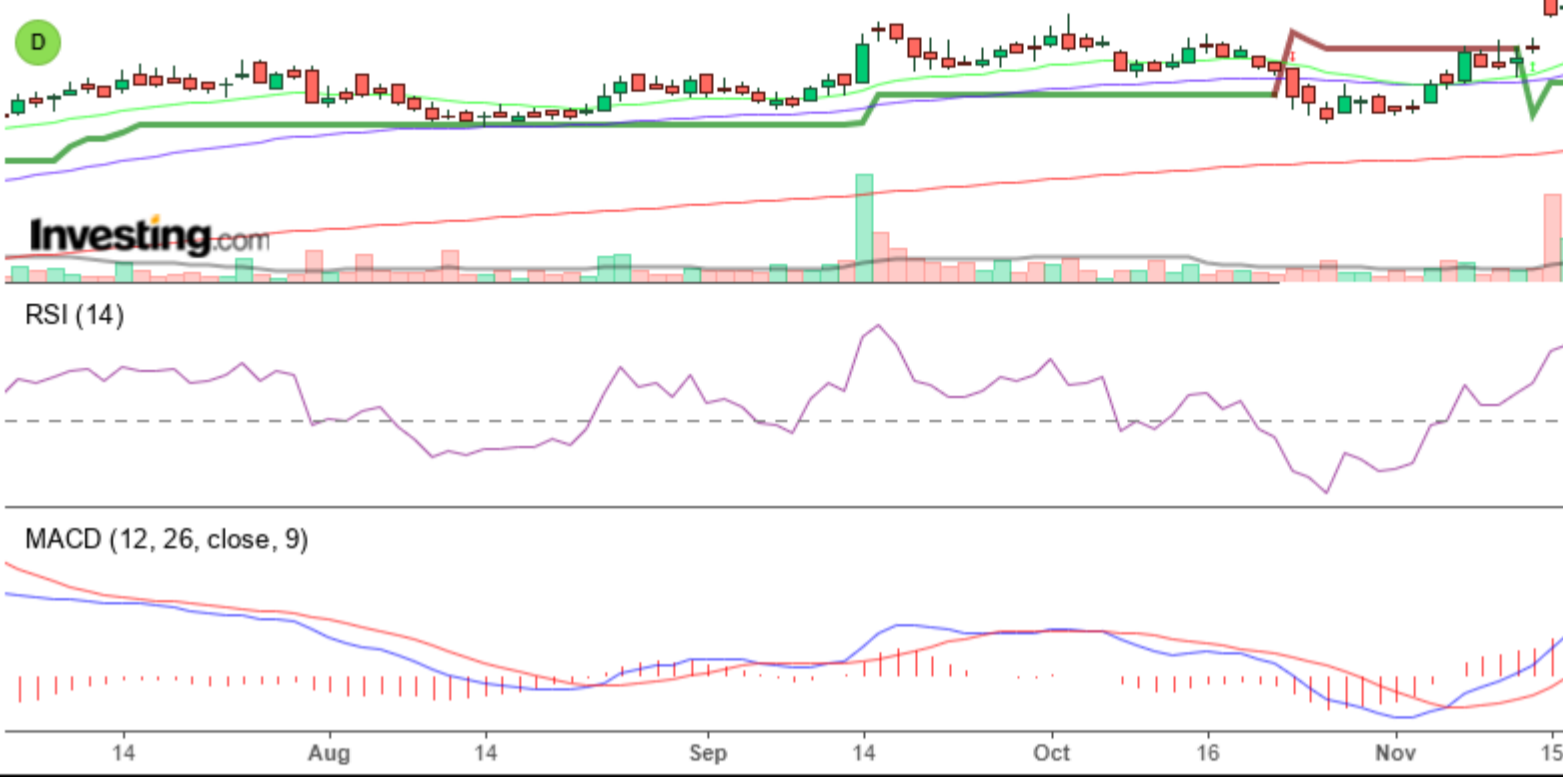 D
Investing.com
RSI (14)
MACD (12, 26, close, 9)
14 Aug 14 Sep 14 Oct 16 Nov 15